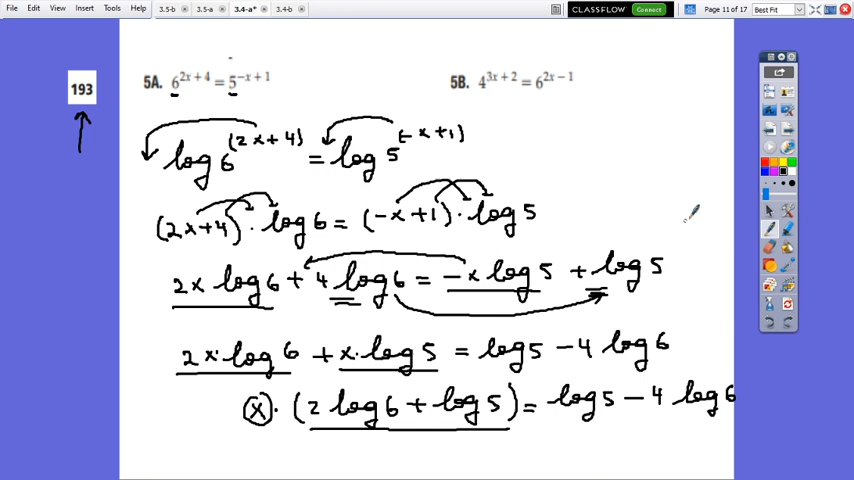 File Edit View Insert Tools Help 3.5-b 3.5-a 3.4-a* 3.4-b CLASSFLOW Connect Page 11 of 17 Best Fit
193
5A. 6^{2x + 4} = 5^{-x + 1} 5B. 4^{3x + 2} = 6^{2x - 1}
log 6^{(2x+4)} = log 5^{(-x+1)}
(2x+4) · log 6 = (-x+1) · log 5
2x log 6 + 4 log 6 = -x log 5 + log 5
2x · log 6 + x · log 5 = log 5 - 4 log 6
x · (2 log 6 + log 5) = log 5 - 4 log 6